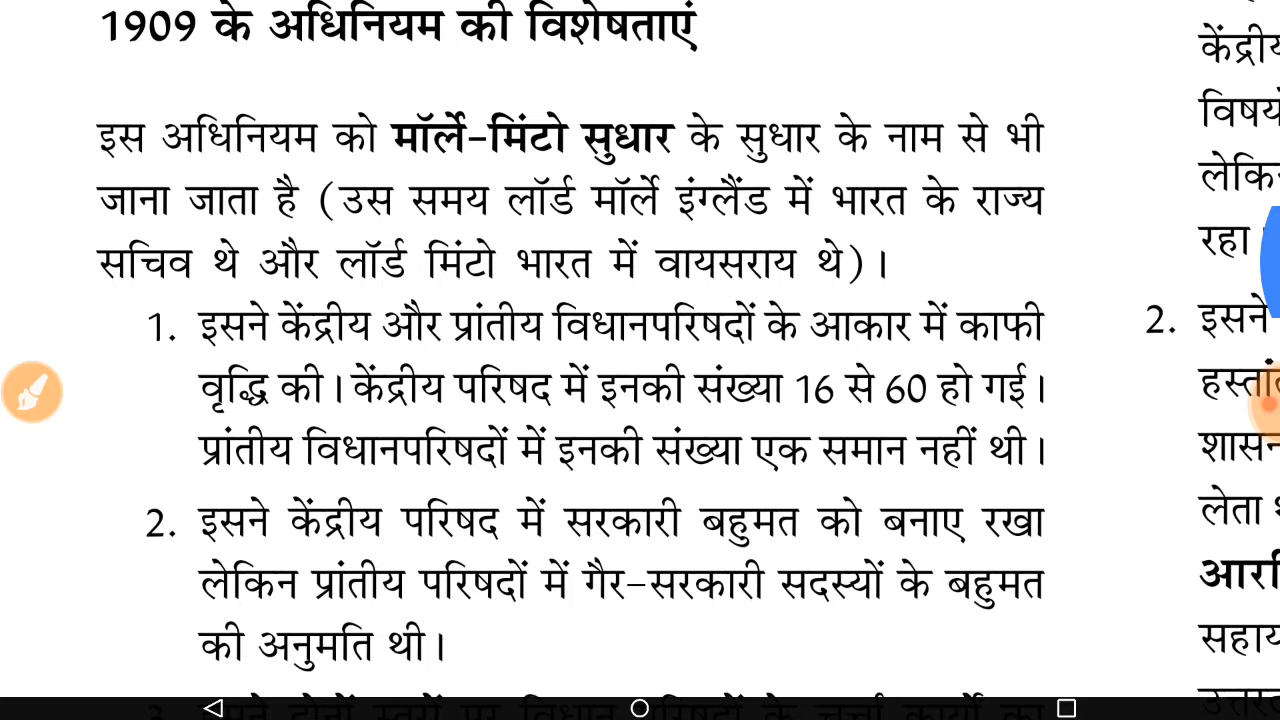 1909 के अधिनियम की विशेषताएं
इस अधिनियम को मॉर्ले-मिंटो सुधार के सुधार के नाम से भी
जाना जाता है (उस समय लॉर्ड मॉर्ले इंग्लैंड में भारत के राज्य
सचिव थे और लॉर्ड मिंटो भारत में वायसराय थे)।
1. इसने केंद्रीय और प्रांतीय विधानपरिषदों के आकार में काफी
वृद्धि की। केंद्रीय परिषद में इनकी संख्या 16 से 60 हो गई।
प्रांतीय विधानपरिषदों में इनकी संख्या एक समान नहीं थी।
2. इसने केंद्रीय परिषद में सरकारी बहुमत को बनाए रखा
लेकिन प्रांतीय परिषदों में गैर-सरकारी सदस्यों के बहुमत
की अनुमति थी।
रहा
2. इसने
लेता